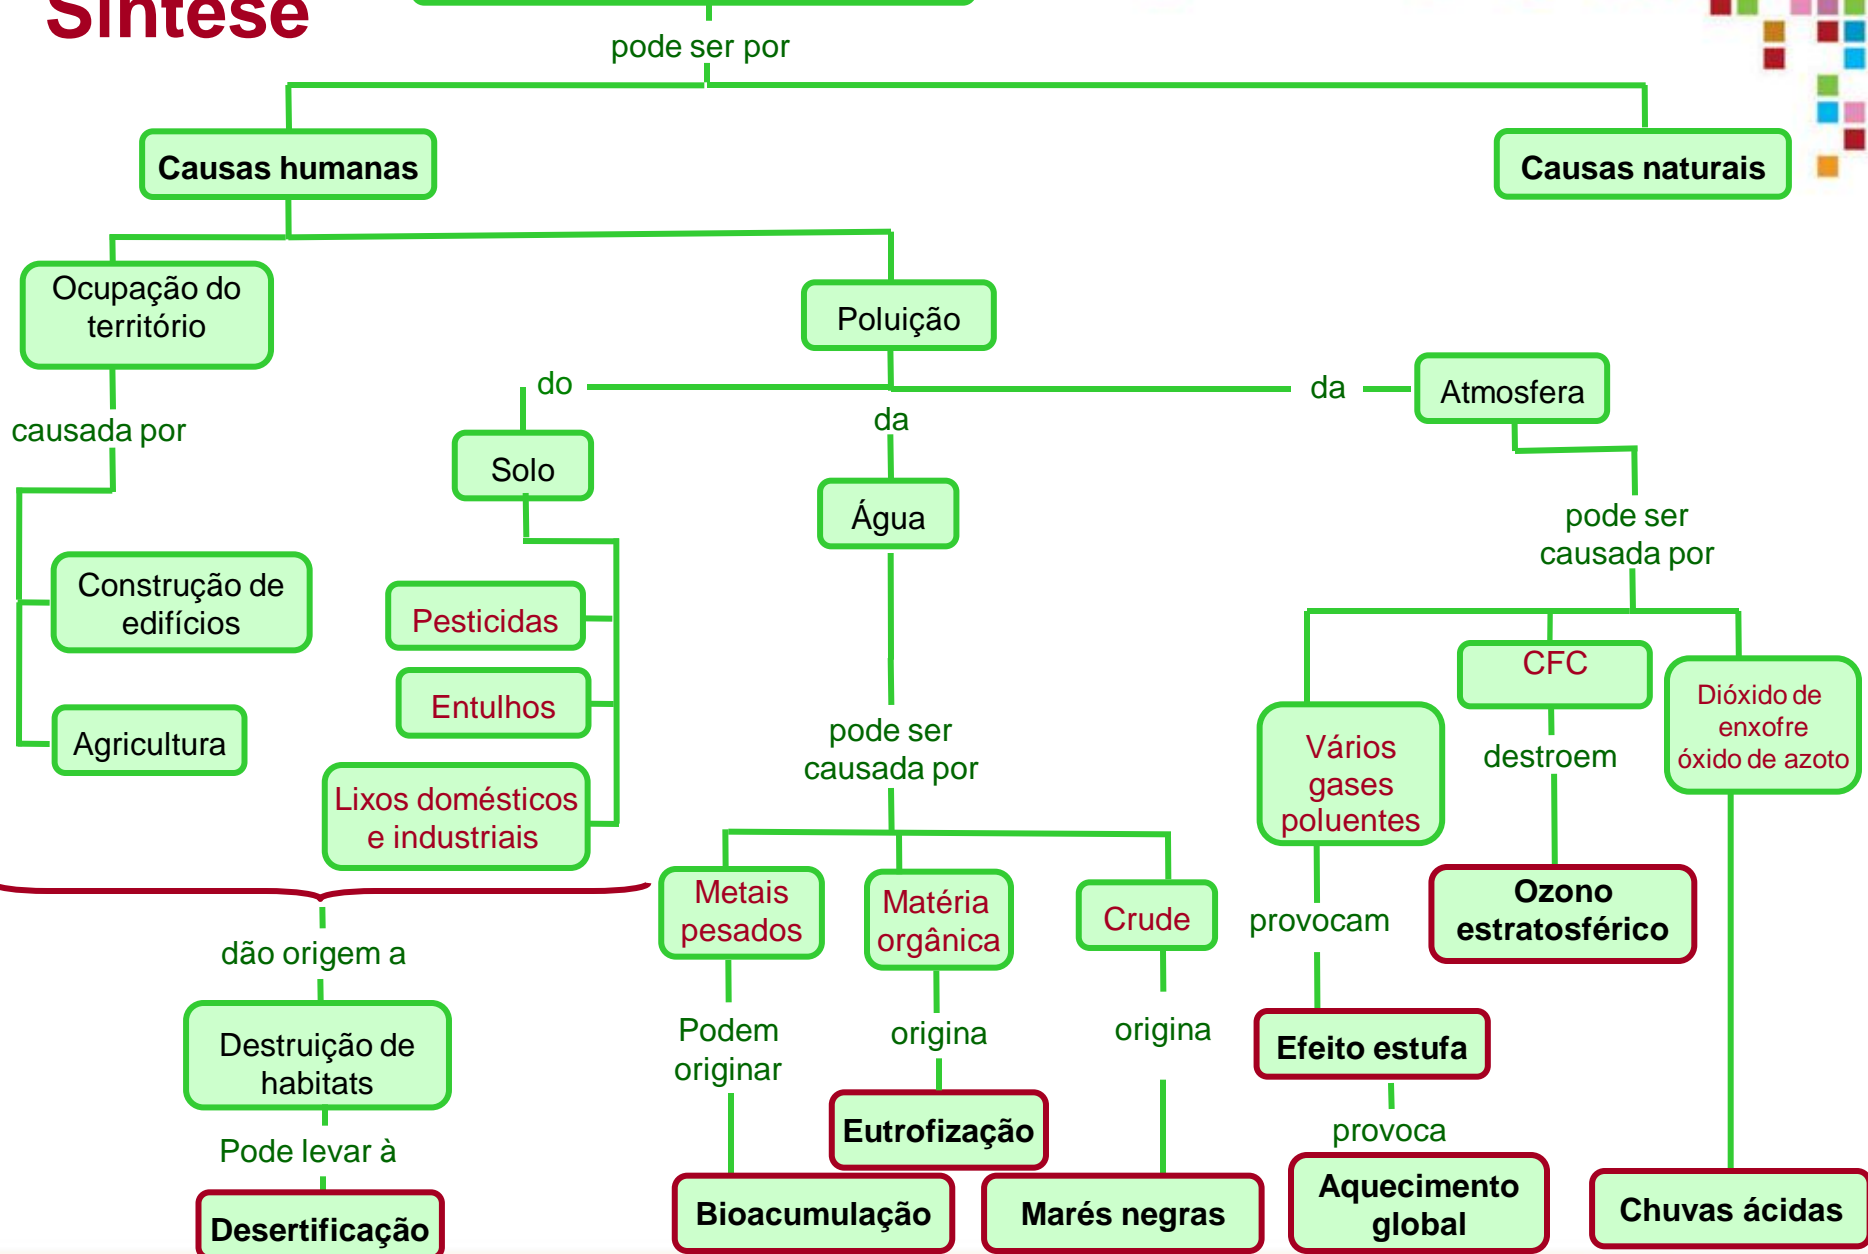 Síntese
pode ser por
Causas humanas
Causas naturais
Ocupação do
território
Poluição
do
da
da
Atmosfera
causada por
Solo
Água
pode ser
causada por
Construção de
edifícios
Agricultura
Pesticidas
Entulhos
Lixos domésticos
e industriais
pode ser
causada por
Vários
gases
poluentes
CFC
destroem
Dióxido de
enxofre
óxido de azoto
Metais
pesados
Matéria
orgânica
Crude
provocam
Ozono
estratosférico
dão origem a
Destruição de
habitats
Pode levar à
Desertificação
Podem
originar
origina
origina
Efeito estufa
provoca
Eutrofização
Bioacumulação
Marés negras
Aquecimento
global
Chuvas ácidas